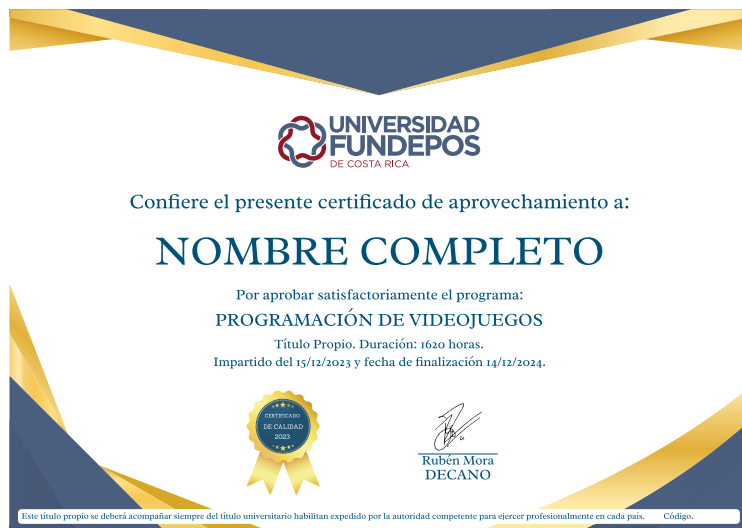 UNIVERSIDAD
FUNDEPOS
DE COSTA RICA
Confiere el presente certificado de aprovechamiento a:
NOMBRE COMPLETO
Por aprobar satisfactoriamente el programa:
PROGRAMACIÓN DE VIDEOJUEGOS
Título Propio. Duración: 1620 horas.
Impartido del 15/12/2023 y fecha de finalización 14/12/2024.
CERTIFICADO
DE CALIDAD
2023
Rubén Mora
DECANO
Este título propio se deberá acompañar siempre del título universitario habilitan expedido por la autoridad competente para ejercer profesionalmente en cada país. Código.